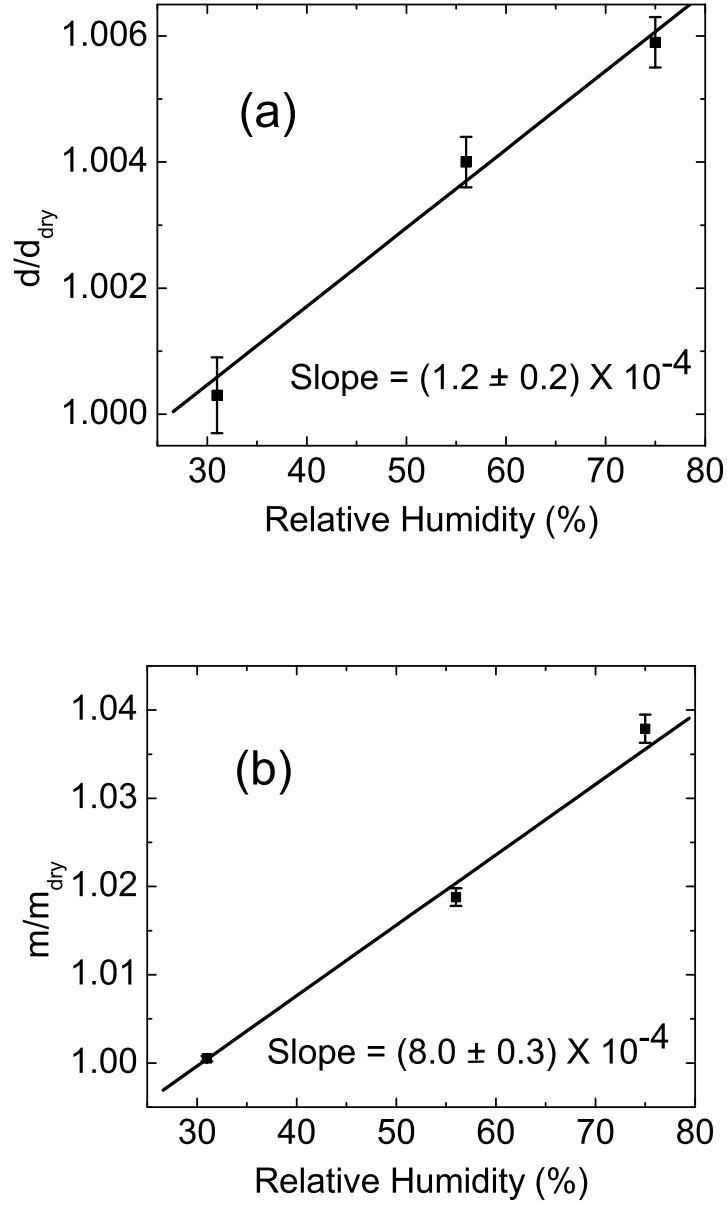 1.006
(a)
1.004
d/d_dry
1.002
Slope = (1.2 ± 0.2) X 10^-4
1.000
30 40 50 60 70 80
Relative Humidity (%)
1.04
(b)
1.03
m/m_dry
1.02
1.01
Slope = (8.0 ± 0.3) X 10^-4
1.00
30 40 50 60 70 80
Relative Humidity (%)